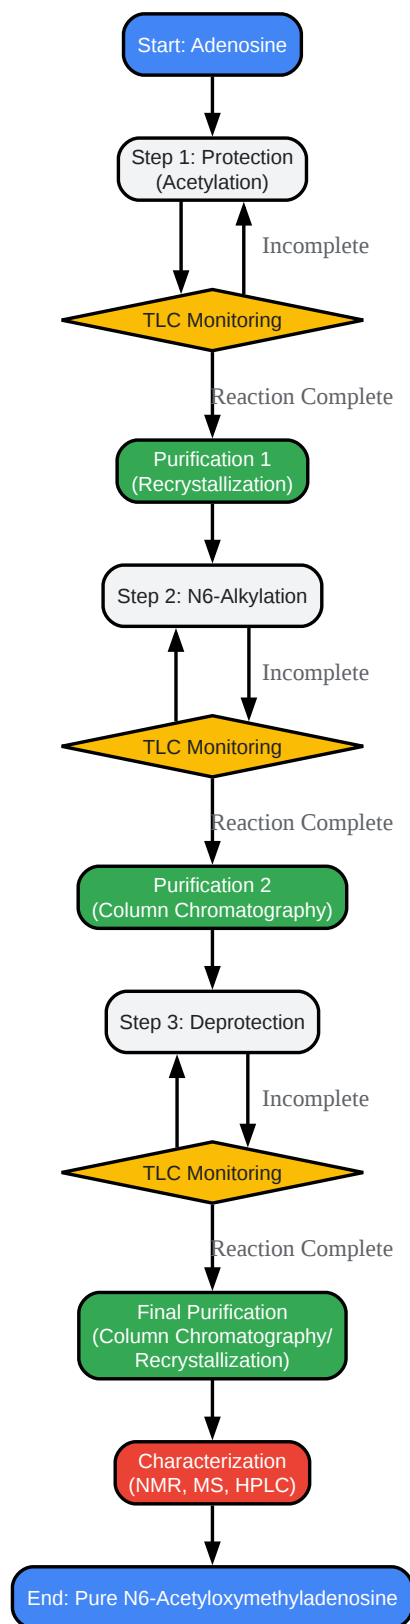 Start: Adenosine
Step 1: Protection
(Acetylation)
Incomplete
TLC Monitoring
Reaction Complete
Purification 1
(Recrystallization)
Step 2: N6-Alkylation
Incomplete
TLC Monitoring
Reaction Complete
Purification 2
(Column Chromatography)
Step 3: Deprotection
Incomplete
TLC Monitoring
Reaction Complete
Final Purification
(Column Chromatography/
Recrystallization)
Characterization
(NMR, MS, HPLC)
End: Pure N6-Acetyloxymethyladenosine